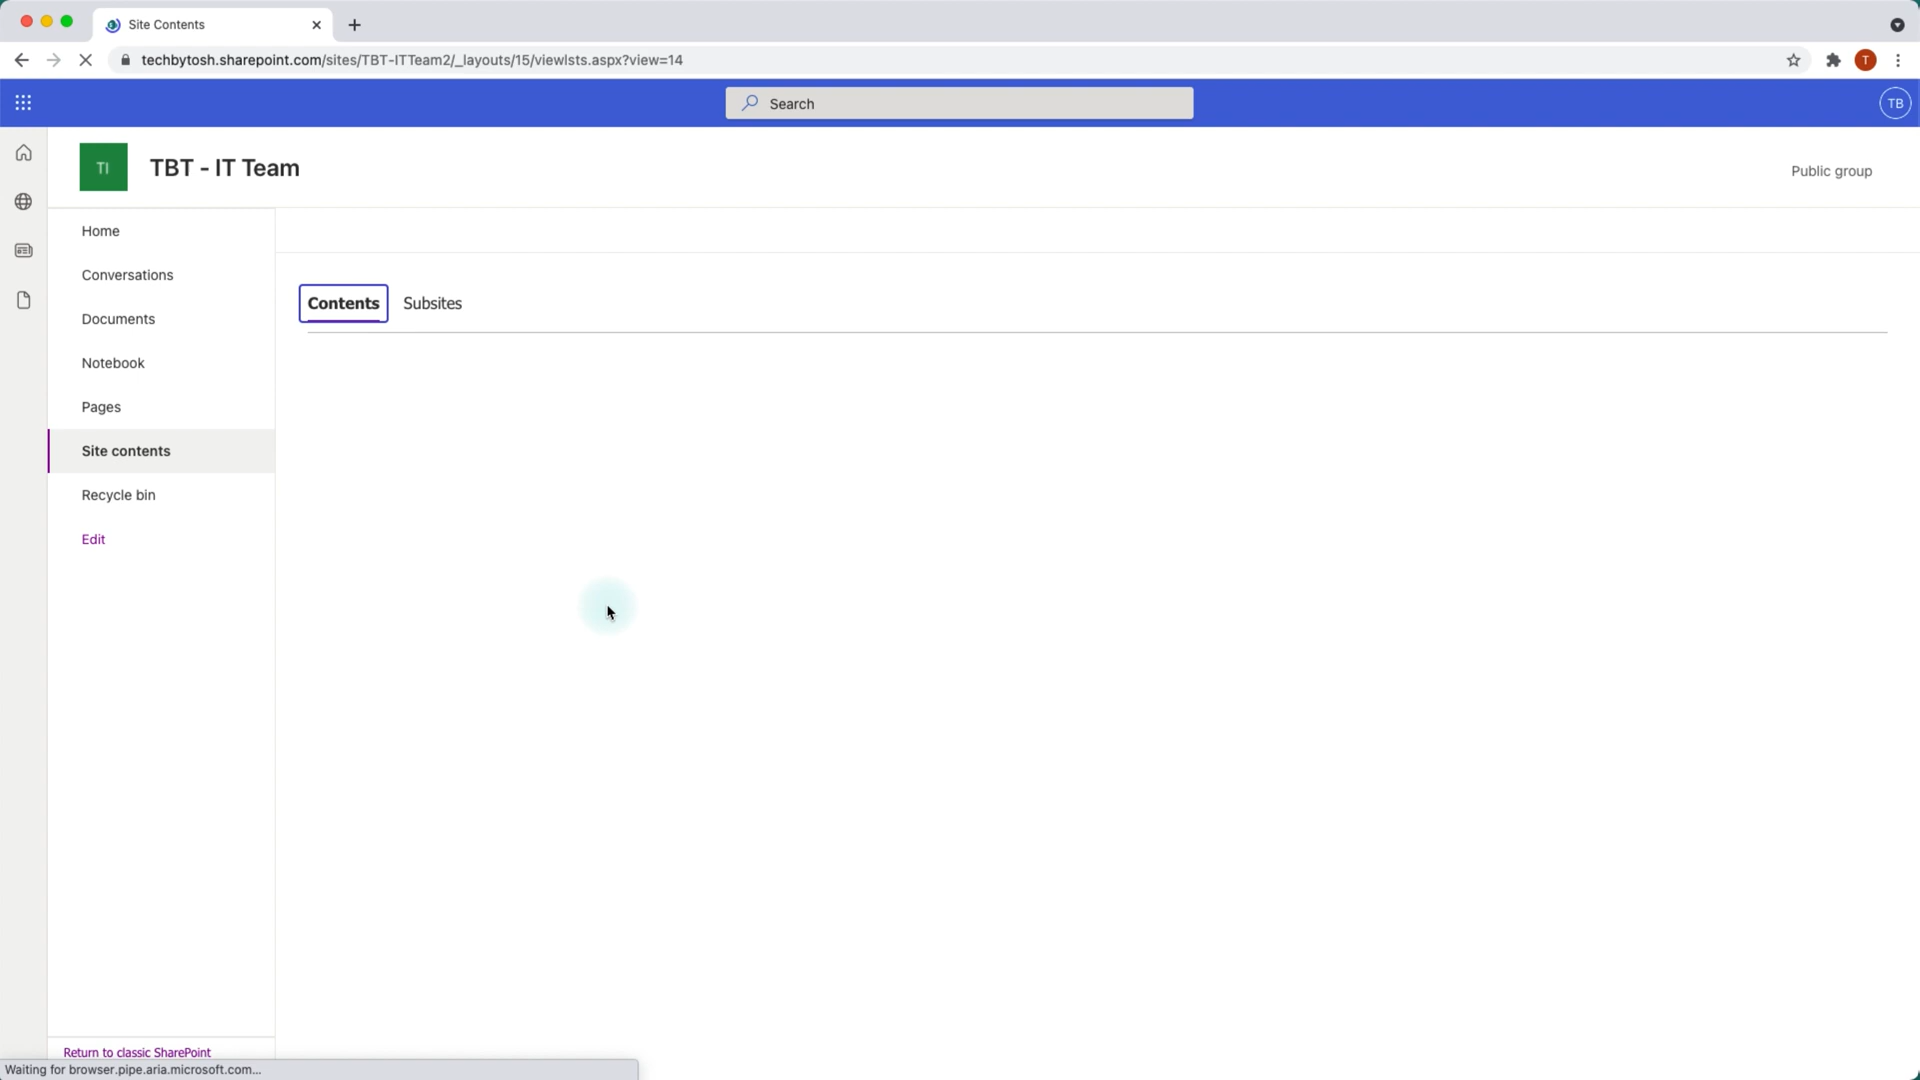 Site Contents
techbytosh.sharepoint.com/sites/TBT-ITTeam2/_layouts/15/viewlsts.aspx?view=14
T
Search
TB
TI
TBT - IT Team
Public group
Home
Conversations
Documents
Notebook
Pages
Site contents
Recycle bin
Edit
Contents
Subsites
Return to classic SharePoint
Waiting for browser.pipe.aria.microsoft.com...